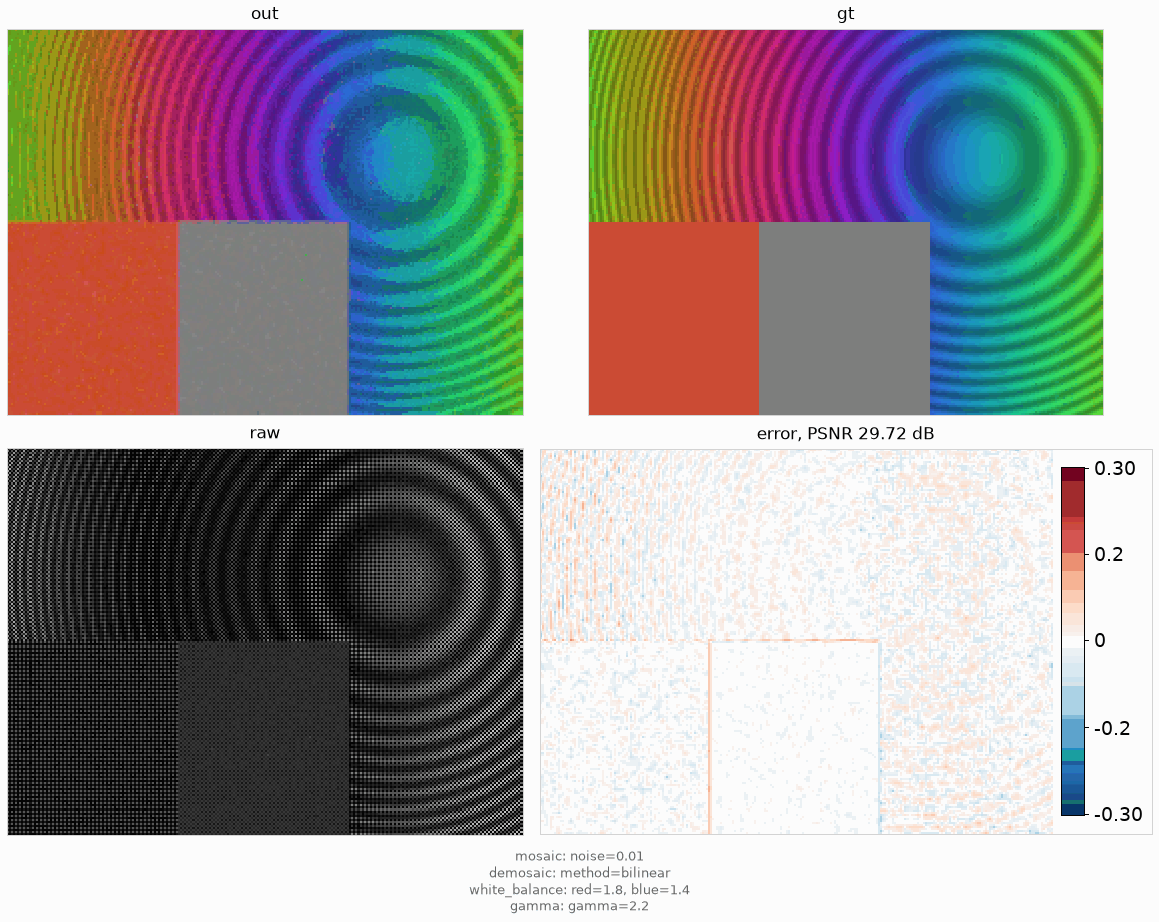 out
gt
raw
error, PSNR 29.72 dB
0.30
0.2
0
-0.2
-0.30
mosaic: noise=0.01
demosaic: method=bilinear
white_balance: red=1.8, blue=1.4
gamma: gamma=2.2